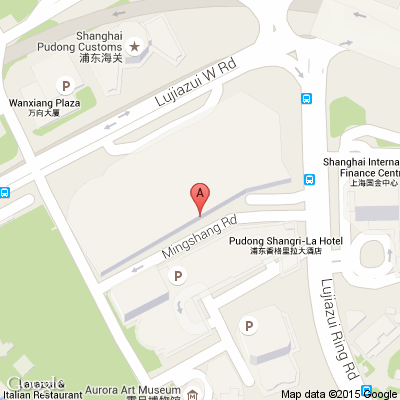 Shanghai
Pudong Customs
浦东海关
Lujiazui W Rd
P
Wanxiang Plaza
万向大厦
Shanghai Interna
Finance Cent
上海国金中心
A
Mingshang Rd
Pudong Shangri-La Hotel
浦东香格里拉大酒店
P
Lujiazui Ring Rd
P
Italian Restaurant
Aurora Art Museum
Map data ©2015 Google